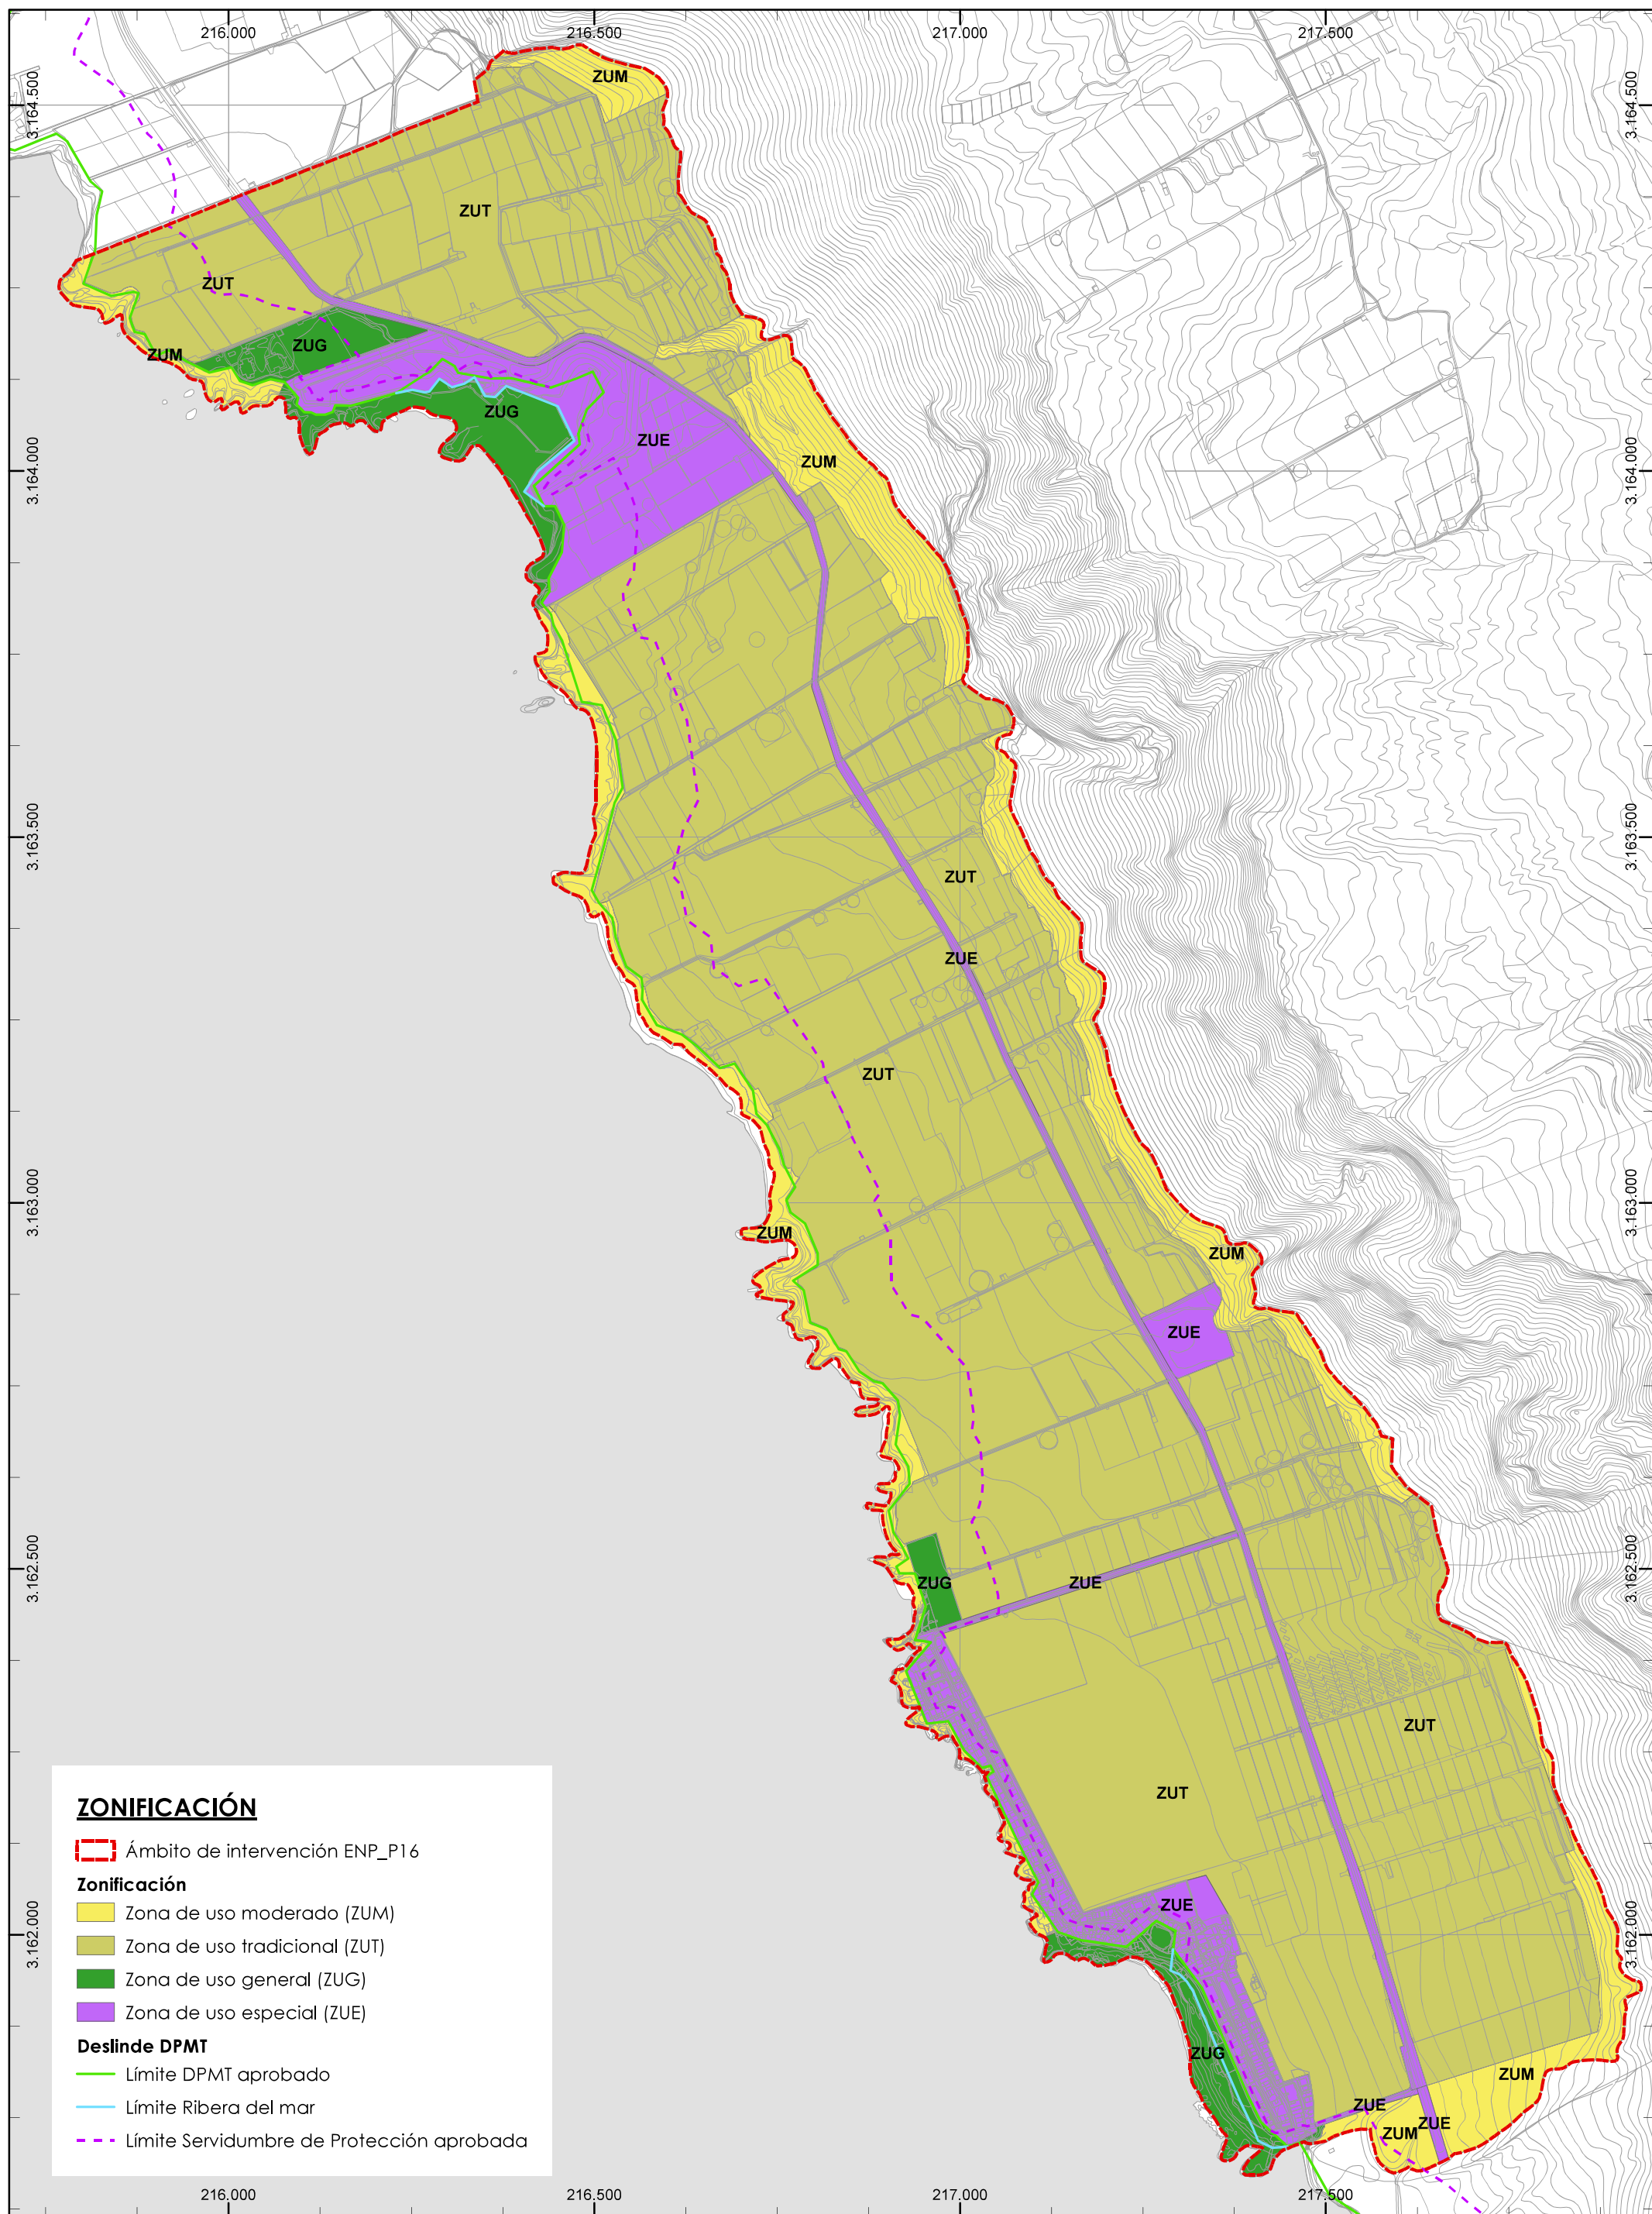 216.000
216.500
217.000
217.500
3.164.500
3.164.500
ZUM
ZUT
ZUT
ZUG
ZUM
ZUG
ZUE
ZUM
3.164.000
3.164.000
3.163.500
3.163.500
ZUT
ZUE
ZUT
3.163.000
3.163.000
ZUM
ZUM
ZUE
3.162.500
3.162.500
ZUG
ZUE
ZUT
ZUT
ZUE
3.162.000
3.162.000
ZUG
ZUM
ZUE
ZUE
ZUM
ZONIFICACIÓN
Ámbito de intervención ENP_P16
Zonificación
Zona de uso moderado (ZUM)
Zona de uso tradicional (ZUT)
Zona de uso general (ZUG)
Zona de uso especial (ZUE)
Deslinde DPMT
Límite DPMT aprobado
Límite Ribera del mar
Límite Servidumbre de Protección aprobada
216.000
216.500
217.000
217.500